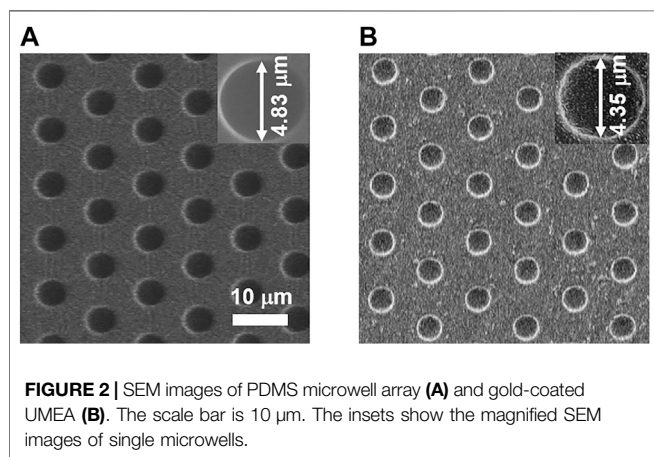 A
B
4.83 µm
4.35 µm
10 µm
FIGURE 2 | SEM images of PDMS microwell array (A) and gold-coated
UMEA (B). The scale bar is 10 µm. The insets show the magnified SEM
images of single microwells.